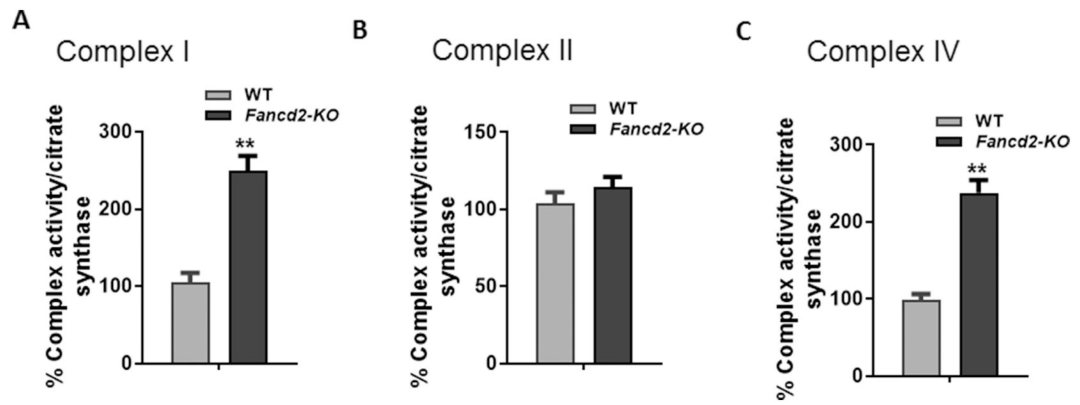 A
Complex I
WT
Fancd2-KO
300
**
200
100
0
% Complex activity/citrate
synthase
B
Complex II
WT
Fancd2-KO
150
100
50
0
% Complex activity/citrate
synthase
C
Complex IV
WT
Fancd2-KO
300
**
200
100
0
% Complex activity/citrate
synthase